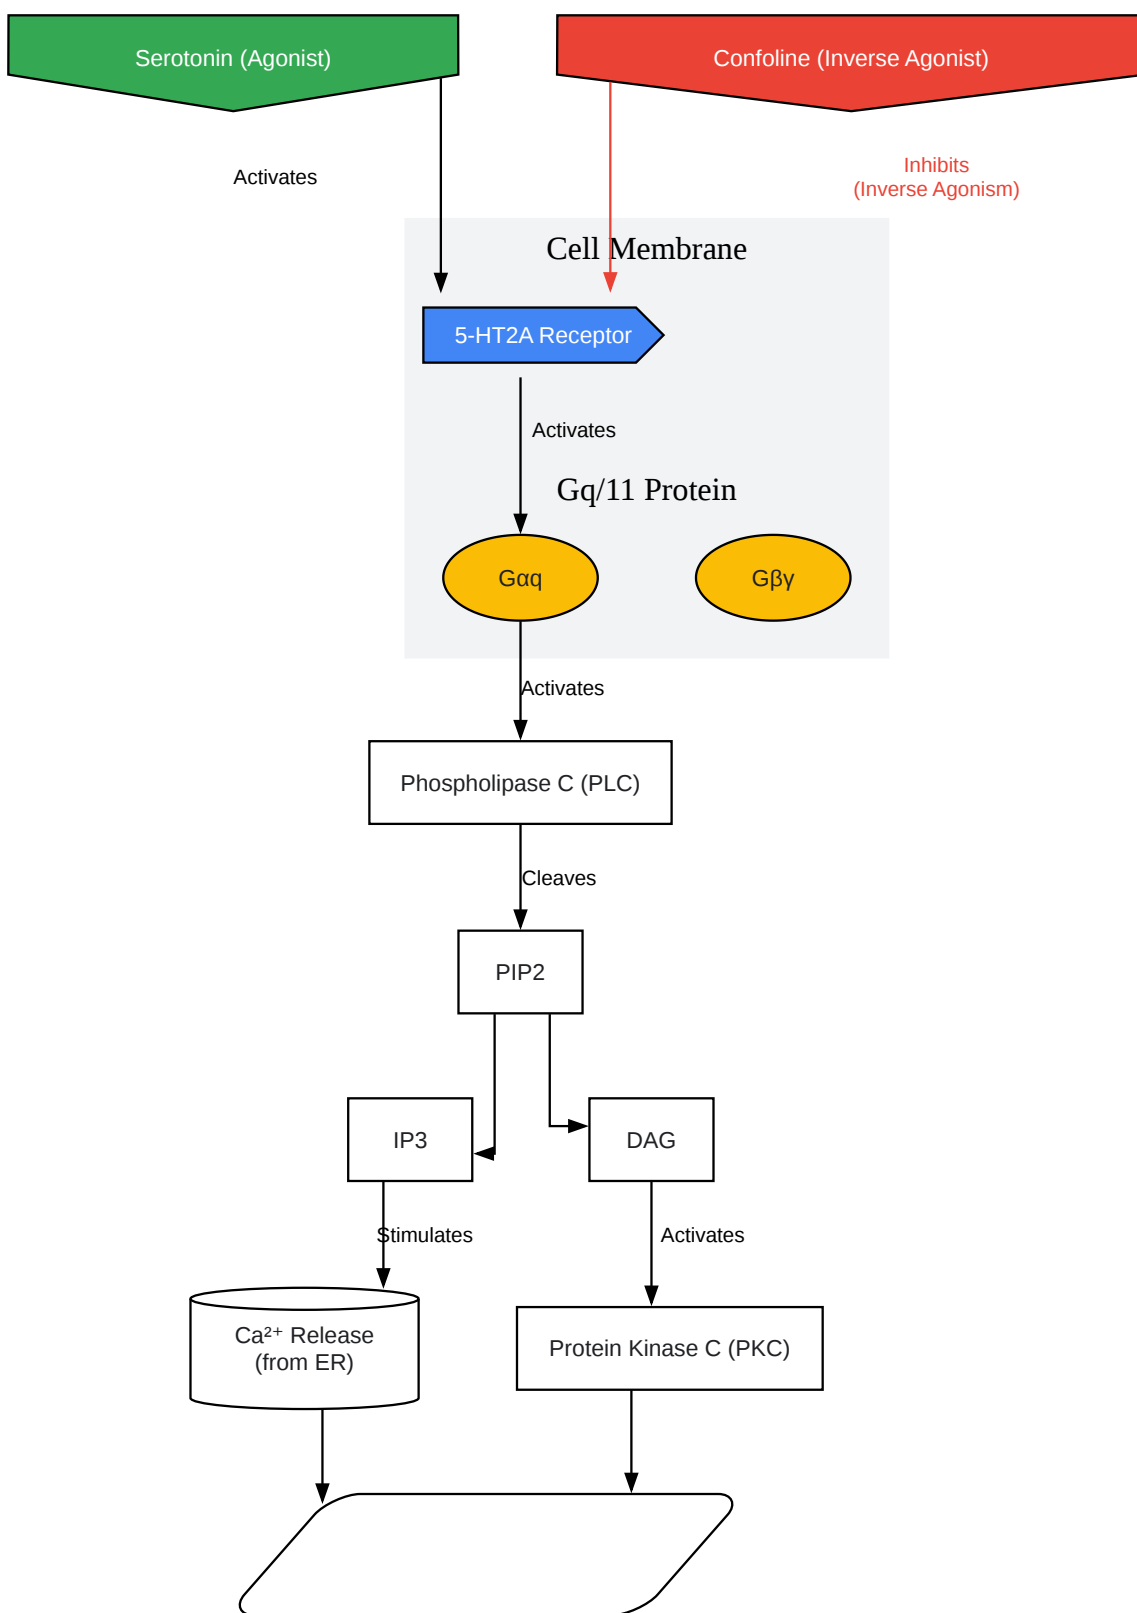 Serotonin (Agonist)
Confoline (Inverse Agonist)
Activates
Inhibits
(Inverse Agonism)
Cell Membrane
5-HT2A Receptor
Activates
Gq/11 Protein
Gαq
Gβγ
Activates
Phospholipase C (PLC)
Cleaves
PIP2
IP3
DAG
Stimulates
Activates
Ca²⁺ Release
(from ER)
Protein Kinase C (PKC)